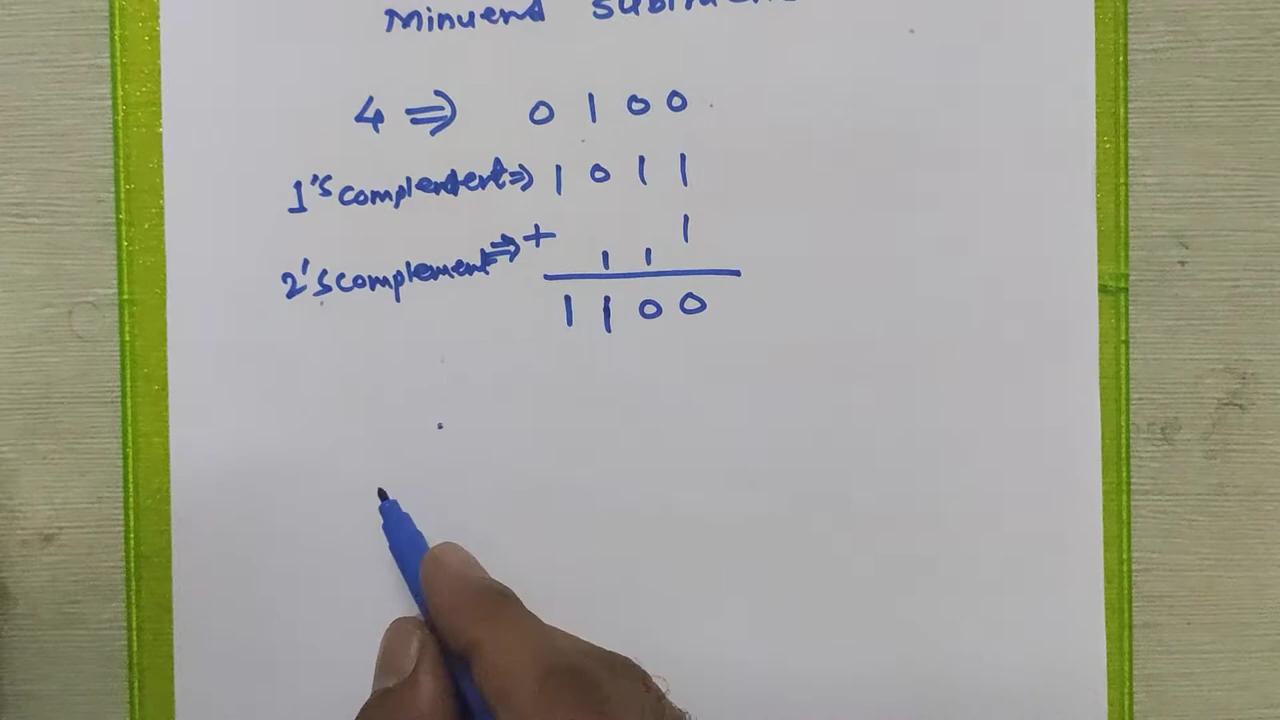 Minuend
4 ⇒ 0 1 0 0
1's complement ⇒ 1 0 1 1
+ 1
2's complement ⇒ 1 1
1 1 0 0